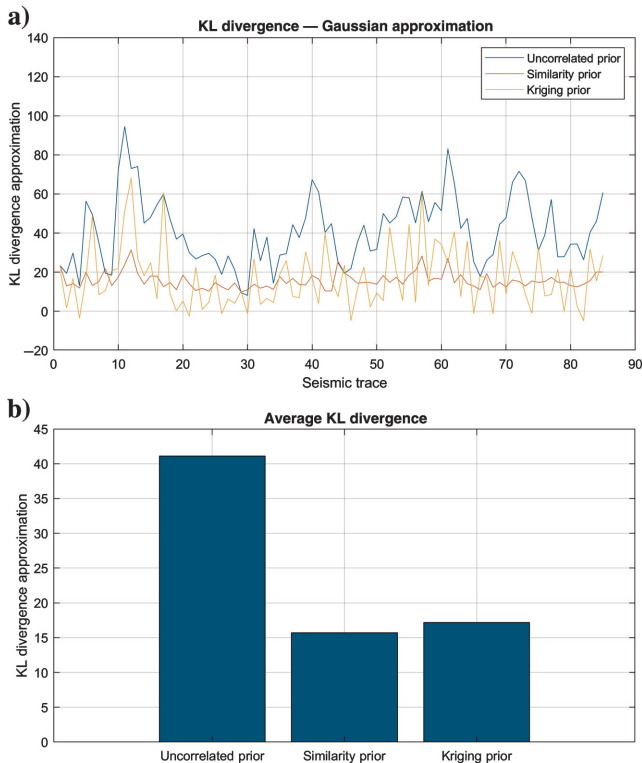 a)
KL divergence — Gaussian approximation
140
120
100
80
60
40
20
0
−20
KL divergence approximation
Uncorrelated prior
Similarity prior
Kriging prior
0 10 20 30 40 50 60 70 80 90
Seismic trace
b)
Average KL divergence
45
40
35
30
25
20
15
10
5
0
KL divergence approximation
Uncorrelated prior Similarity prior Kriging prior